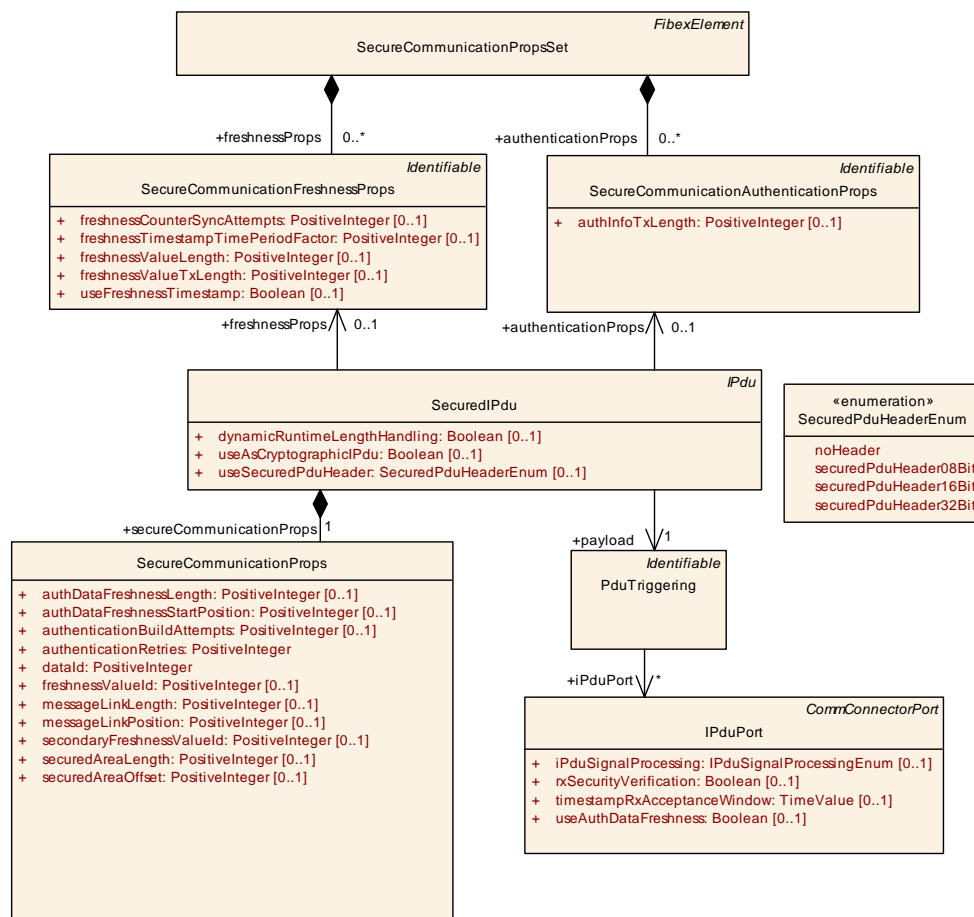 FibexElement
SecureCommunicationPropsSet
+freshnessProps 0..*
+authenticationProps 0..*
Identifiable
SecureCommunicationFreshnessProps
+ freshnessCounterSyncAttempts: PositiveInteger [0..1]
+ freshnessTimestampTimePeriodFactor: PositiveInteger [0..1]
+ freshnessValueLength: PositiveInteger [0..1]
+ freshnessValueTxLength: PositiveInteger [0..1]
+ useFreshnessTimestamp: Boolean [0..1]
Identifiable
SecureCommunicationAuthenticationProps
+ authInfoTxLength: PositiveInteger [0..1]
+freshnessProps 0..1
+authenticationProps 0..1
IPdu
SecuredIPdu
+ dynamicRuntimeLengthHandling: Boolean [0..1]
+ useAsCryptographicIPdu: Boolean [0..1]
+ useSecuredPduHeader: SecuredPduHeaderEnum [0..1]
«enumeration»
SecuredPduHeaderEnum
noHeader
securedPduHeader08Bit
securedPduHeader16Bit
securedPduHeader32Bit
+secureCommunicationProps 1
+payload 1
SecureCommunicationProps
+ authDataFreshnessLength: PositiveInteger [0..1]
+ authDataFreshnessStartPosition: PositiveInteger [0..1]
+ authenticationBuildAttempts: PositiveInteger [0..1]
+ authenticationRetries: PositiveInteger
+ dataId: PositiveInteger
+ freshnessValueId: PositiveInteger [0..1]
+ messageLinkLength: PositiveInteger [0..1]
+ messageLinkPosition: PositiveInteger [0..1]
+ secondaryFreshnessValueId: PositiveInteger [0..1]
+ securedAreaLength: PositiveInteger [0..1]
+ securedAreaOffset: PositiveInteger [0..1]
Identifiable
PduTriggering
+iPduPort *
CommConnectorPort
IPduPort
+ iPduSignalProcessing: IPduSignalProcessingEnum [0..1]
+ rxSecurityVerification: Boolean [0..1]
+ timestampRxAcceptanceWindow: TimeValue [0..1]
+ useAuthDataFreshness: Boolean [0..1]